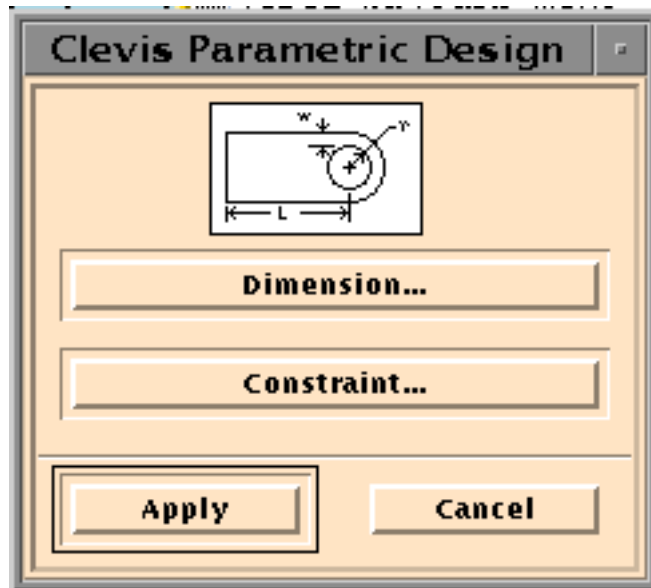 Clevis Parametric Design
w
r
L
Dimension...
Constraint...
Apply
Cancel